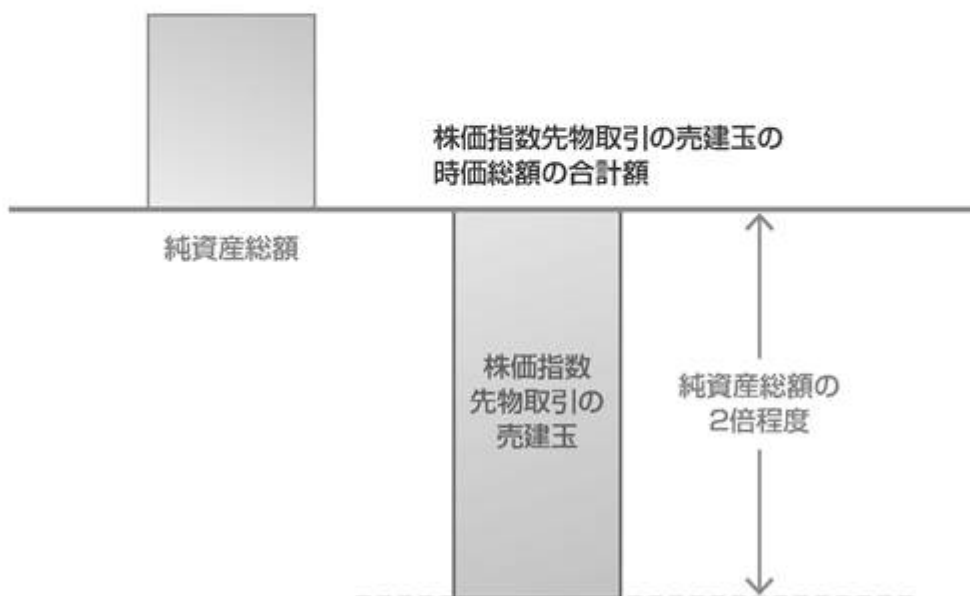 株価指数先物取引の売建玉の
時価総額の合計額
純資産総額
株価指数
先物取引の
売建玉
純資産総額の
2倍程度